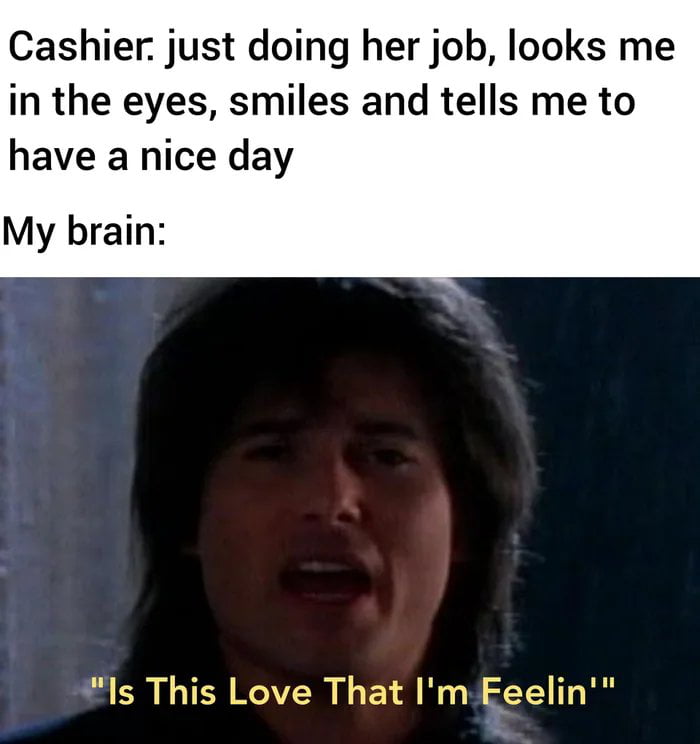 Cashier: just doing her job, looks me
in the eyes, smiles and tells me to
have a nice day
My brain:
"Is This Love That I'm Feelin'"